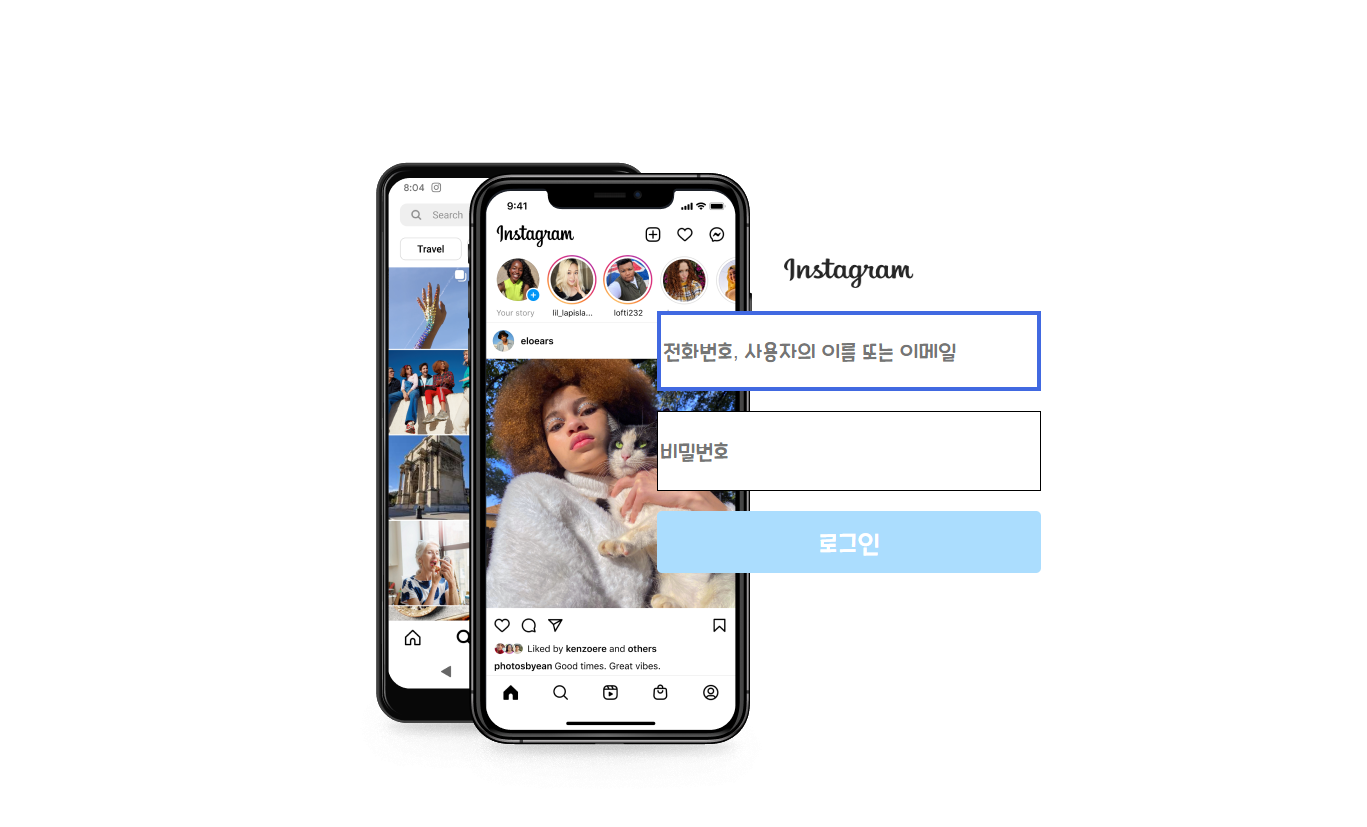 8:04
Search
Travel
9:41
Instagram
Your story
lil_lapisla...
lofti232
eloears
Liked by kenzoere and others
photosbyean Good times. Great vibes.
Instagram
전화번호, 사용자의 이름 또는 이메일
비밀번호
로그인